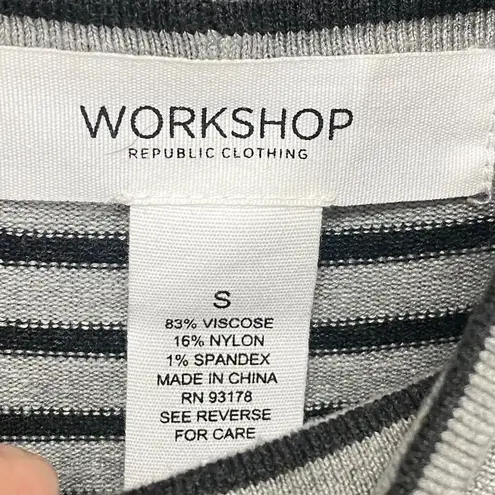 WORKSHOP
REPUBLIC CLOTHING
S
83% VISCOSE
16% NYLON
1% SPANDEX
MADE IN CHINA
RN 93178
SEE REVERSE
FOR CARE